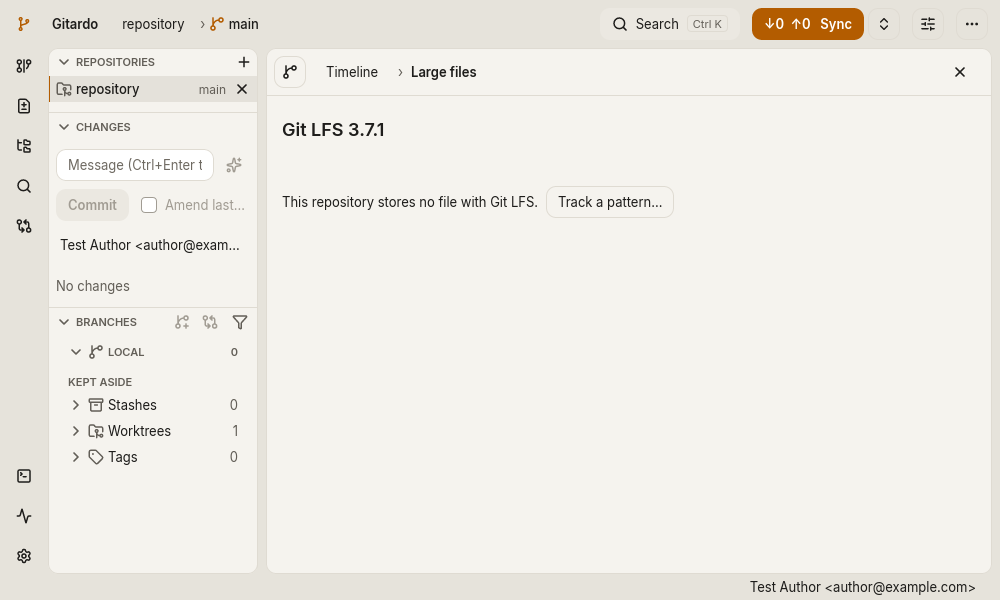 Gitardo
repository
main
Search
Ctrl K
↓0 ↑0 Sync
REPOSITORIES
repository
main
CHANGES
Message (Ctrl+Enter t
Commit
Amend last...
Test Author <author@exam...
No changes
BRANCHES
LOCAL
0
KEPT ASIDE
Stashes
0
Worktrees
1
Tags
0
Timeline
Large files
Git LFS 3.7.1
This repository stores no file with Git LFS.
Track a pattern...
Test Author <author@example.com>